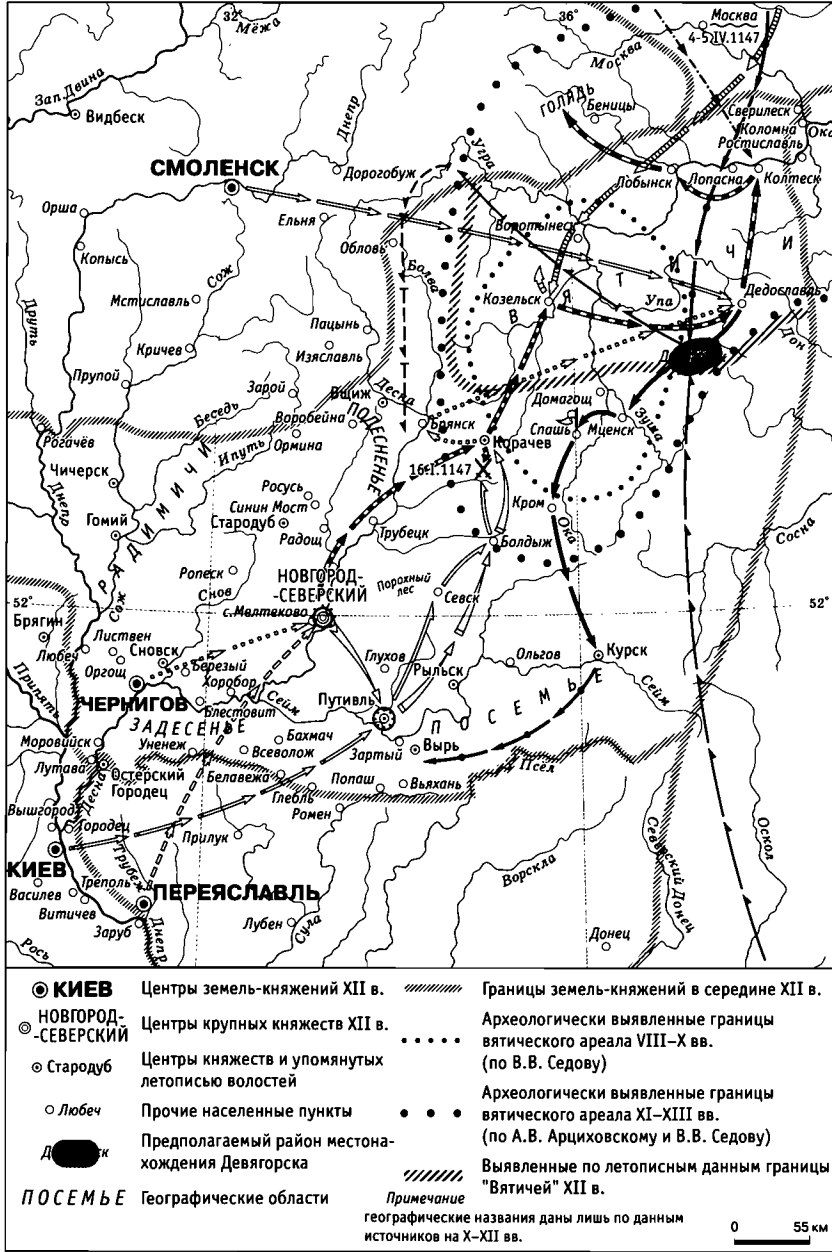 32°
36°
Мёжа
Москва
4-5.IV.1147
Москва
Зап. Двина
Видбеск
Днепр
ГОЛЯДЬ
Беницы
Сверилеск
Коломна
Ростиславль
Ока
Угра
СМОЛЕНСК
Дорогобуж
Лобынск
Лопасна
Колтеск
Орша
Ельня
Воротынеск
Обловь
Копысь
Сож
Болва
ВЯТИЧИ
Мстиславль
Козельск
Упа
Дедославль
Друть
Пацынь
Дон
Кричев
Изяславль
Д
Прупой
Зарой
Вщиж
Десна
Домагощ
Беседь
Воробейна
ПОДЕСНЕНЬЕ
Брянск
Спашь
Мценск
Зуша
Рогачёв
Ипуть
Ормина
Корачев
16.I.1147
Чичерск
РАДИМИЧИ
Росусь
Синин Мост
Кром
Днепр
Гомий
Стародуб
Радощ
Трубецк
Ока
Болдыж
Сосна
Ропеск
НОВГОРОД-
-СЕВЕРСКИЙ
Порохный
лес
52°
Сож
Снов
с.Мелтеково
Севск
52°
Брягин
Листвен
Любеч
Сновск
Глухов
Ольгов
Курск
Оргощ
Березый
Рыльск
Хоробор
Сейм
Припять
ЧЕРНИГОВ
Блестовит
Путивль
ПОСЕМЬЕ
Сейм
ЗАДЕСЕНЬЕ
Бахмач
Моровийск
Уненеж
Всеволож
Зартый
Вырь
Лутава
Остерский
Городец
Белавежа
Попаш
Вьяхань
Псёл
Десна
Глебль
Вышгород
Городец
Ромен
Прилук
Северский Донец
Оскол
КИЕВ
Трубеж
Ворскла
Треполь
ПЕРЕЯСЛАВЛЬ
Василев
Витичев
Заруб
Днепр
Лубен
Сула
Донец
Рось
КИЕВ Центры земель-княжений XII в.
НОВГОРОД-
-СЕВЕРСКИЙ Центры крупных княжеств XII в.
Стародуб Центры княжеств и упомянутых
летописью волостей
Любеч Прочие населенные пункты
Д к Предполагаемый район местона-
хождения Девягорска
ПОСЕМЬЕ Географические области
Границы земель-княжений в середине XII в.
Археологически выявленные границы
вятического ареала VIII–X вв.
(по В.В. Седову)
Археологически выявленные границы
вятического ареала XI–XIII вв.
(по А.В. Арциховскому и В.В. Седову)
Выявленные по летописным данным границы
"Вятичей" XII в.
Примечание
географические названия даны лишь по данным
источников на X–XII вв.
0 55 км